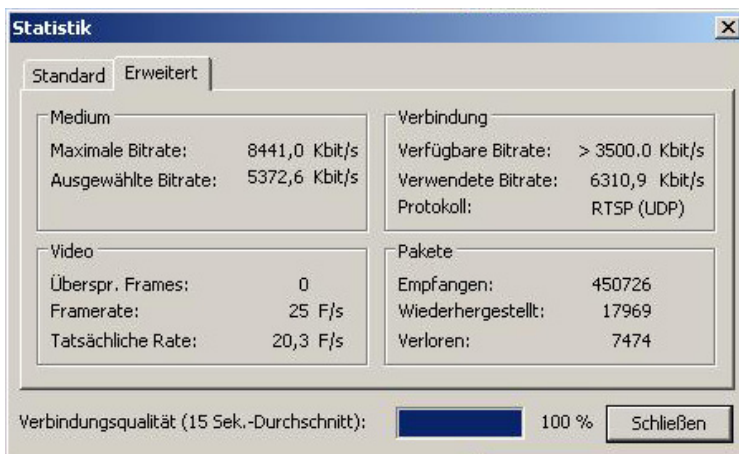 Statistik
Standard
Erweitert
Medium
Maximale Bitrate: 8441,0 Kbit/s
Ausgewählte Bitrate: 5372,6 Kbit/s
Verbindung
Verfügbare Bitrate: > 3500.0 Kbit/s
Verwendete Bitrate: 6310,9 Kbit/s
Protokoll: RTSP (UDP)
Video
Überspr. Frames: 0
Framerate: 25 F/s
Tatsächliche Rate: 20,3 F/s
Pakete
Empfangen: 450726
Wiederhergestellt: 17969
Verloren: 7474
Verbindungsqualität (15 Sek.-Durchschnitt): 100 % Schließen